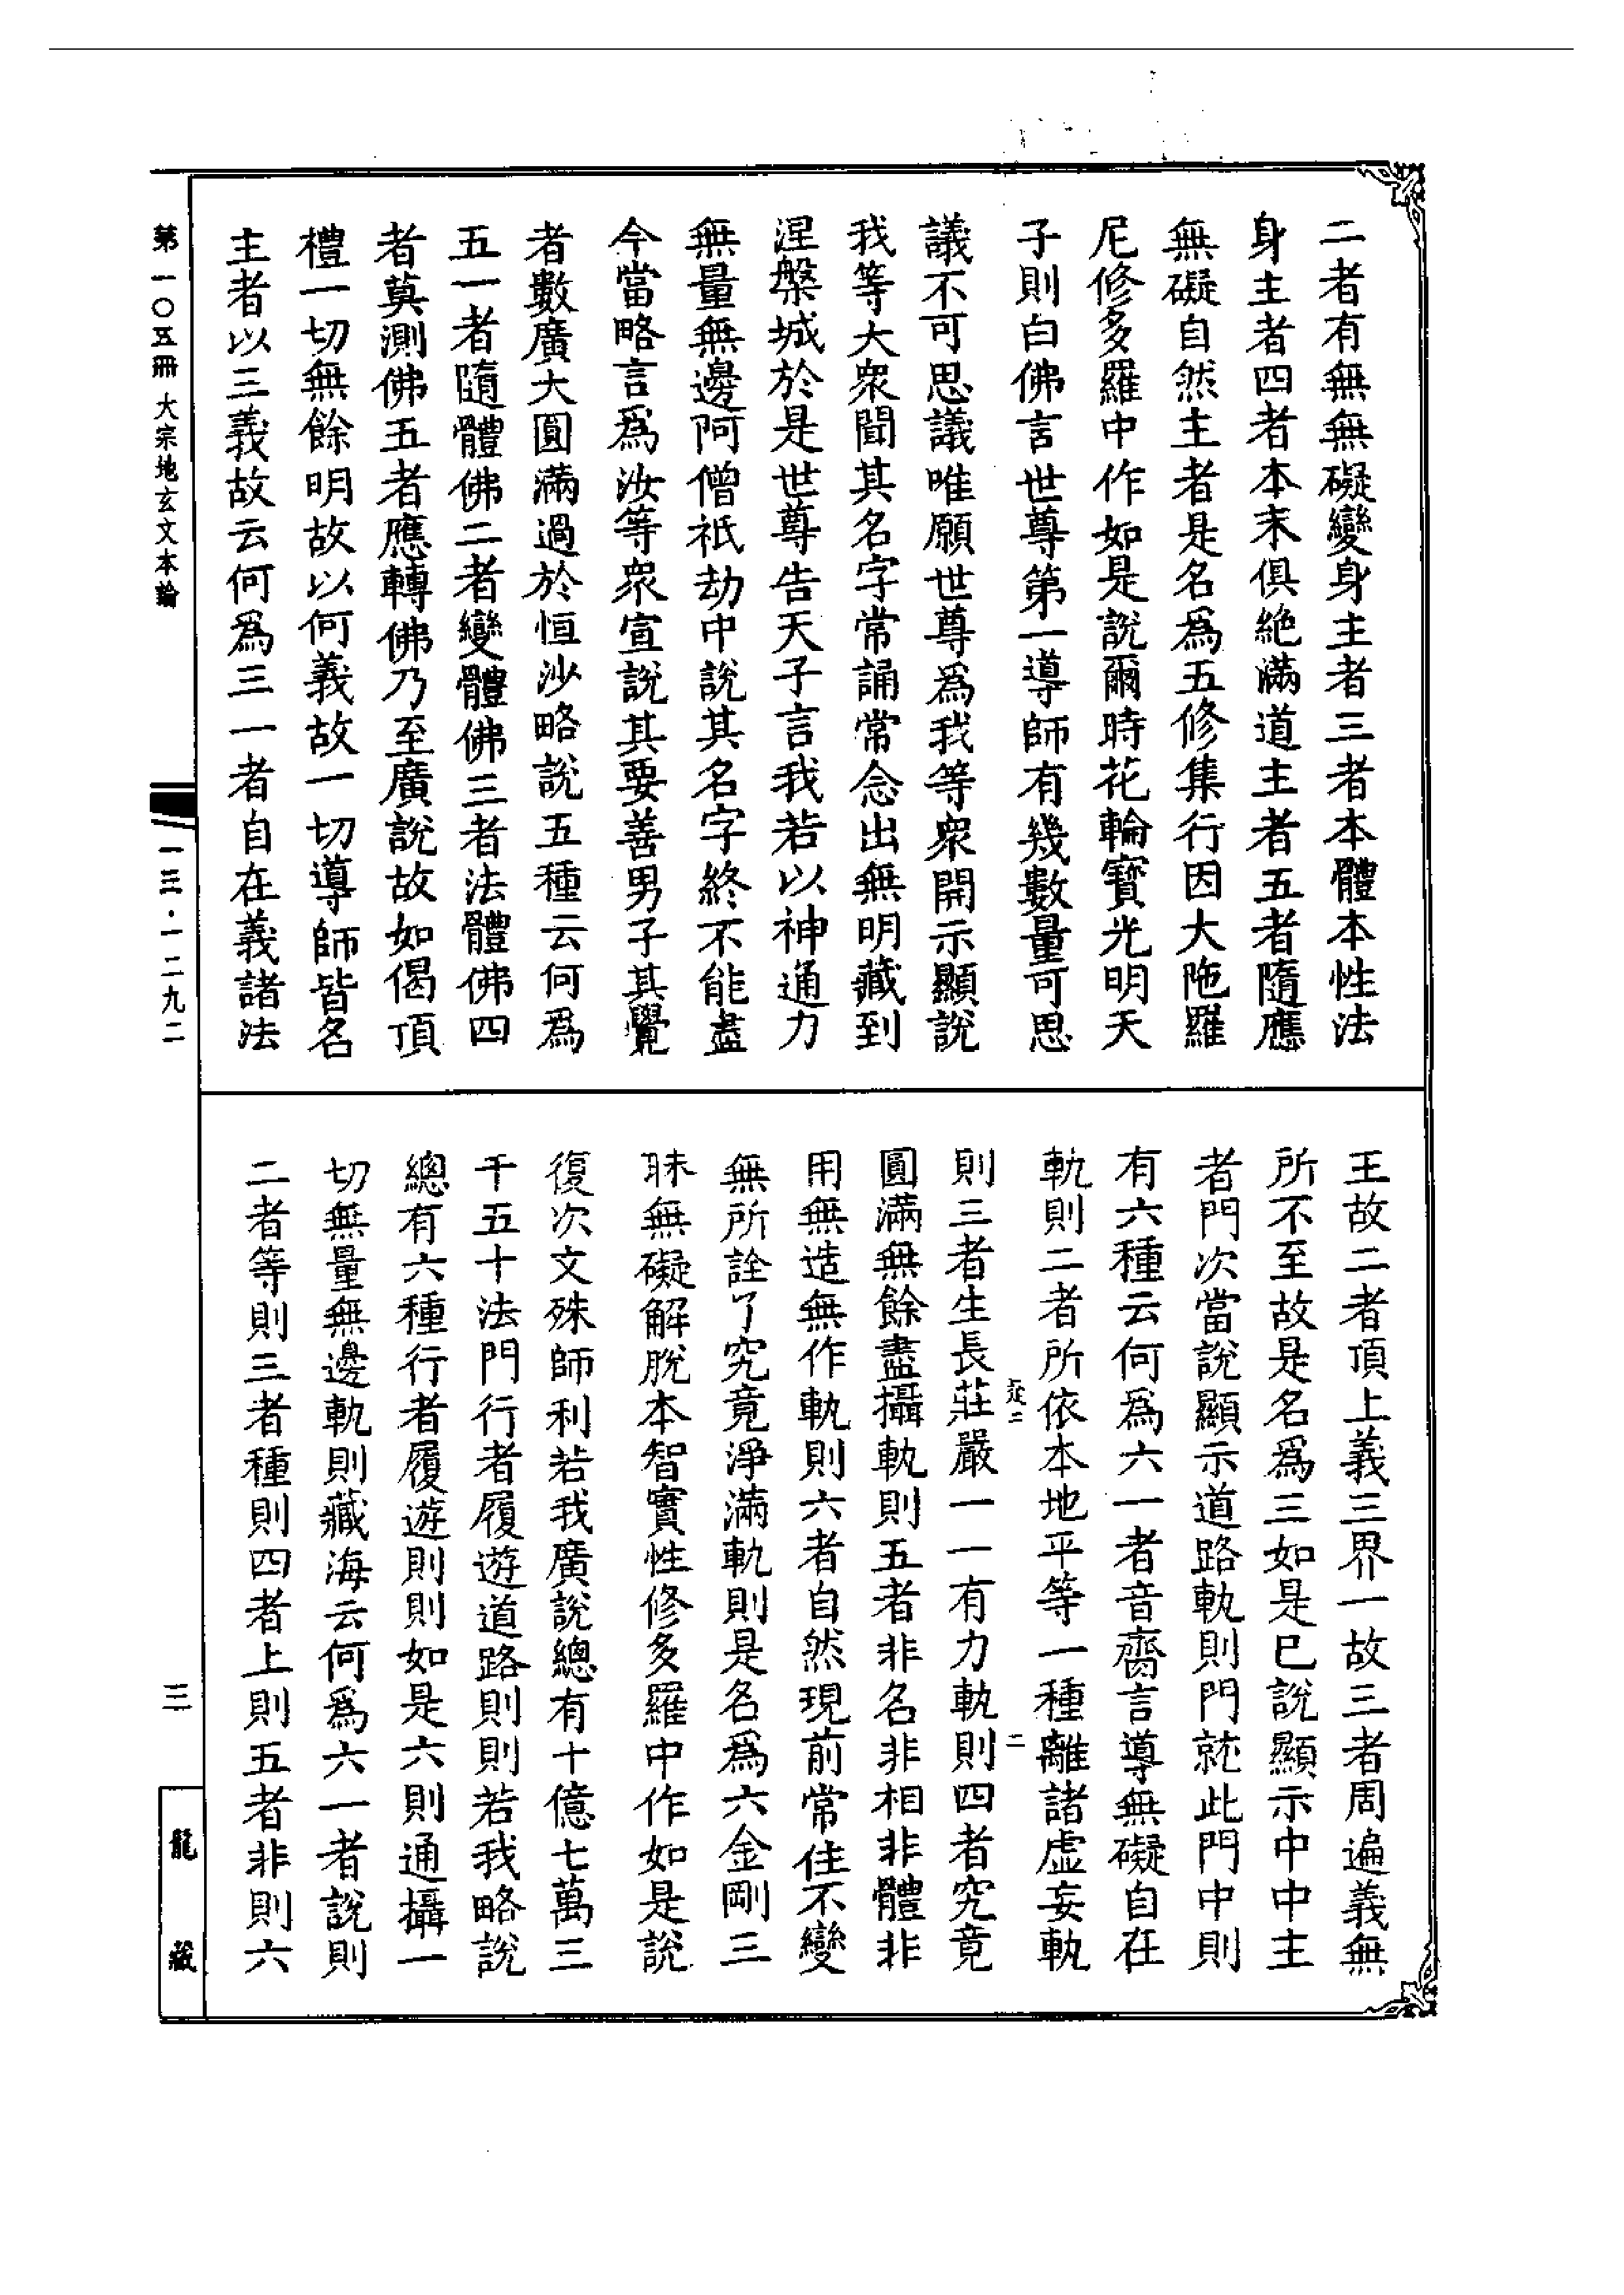 二者有無無礙變身主者三者本體本性法
身主者四者本末俱絶滿道主者五者隨應
無礙自然主者是名爲五修集行因大陁羅
尼修多羅中作如是說爾時花輪寳光明天
子則白佛言世尊第一導師有幾數量可思
議不可思議唯願世尊爲我等衆開示顯說
我等大衆聞其名字常誦常念出無明藏到
涅槃城於是世尊告天子言我若以神通力
無量無邊阿僧祇劫中說其名字終不能盡
今當略言爲汝等衆宣說其要善男子其覺
者數廣大圓滿過於恒沙略說五種云何爲
五一者隨體佛二者變體佛三者法體佛四
者莫測佛五者應轉佛乃至廣說故如偈頂
禮一切無餘明故以何義故一切導師皆名
主者以三義故云何爲三一者自在義諸法
王故二者頂上義三界一故三者周遍義無
所不至故是名爲三如是已說顯示中中主
者門次當說顯示道路軌則門就此門中則
有六種云何爲六一者音齊言導無礙自在
軌則二者所依本地平等一種離諸虛妄軌
則三者生長莊嚴一一有力軌則四者究竟
圓滿無餘盡攝軌則五者非名非相非體非
用無造無作軌則六者自然現前常住不變
無所詮了究竟淨滿軌則是名爲六金剛三
昧無礙解脫本智實性修多羅中作如是說
復次文殊師利若我廣說總有十億七萬三
千五十法門行者履遊道路則則若我略說
總有六種行者履遊則則如是六則通攝一
切無量無邊軌則藏海云何爲六一者說則
二者等則三者種則四者上則五者非則六
二
第一〇五冊 大宗地玄文本論
一三·一二九二
三
龍藏